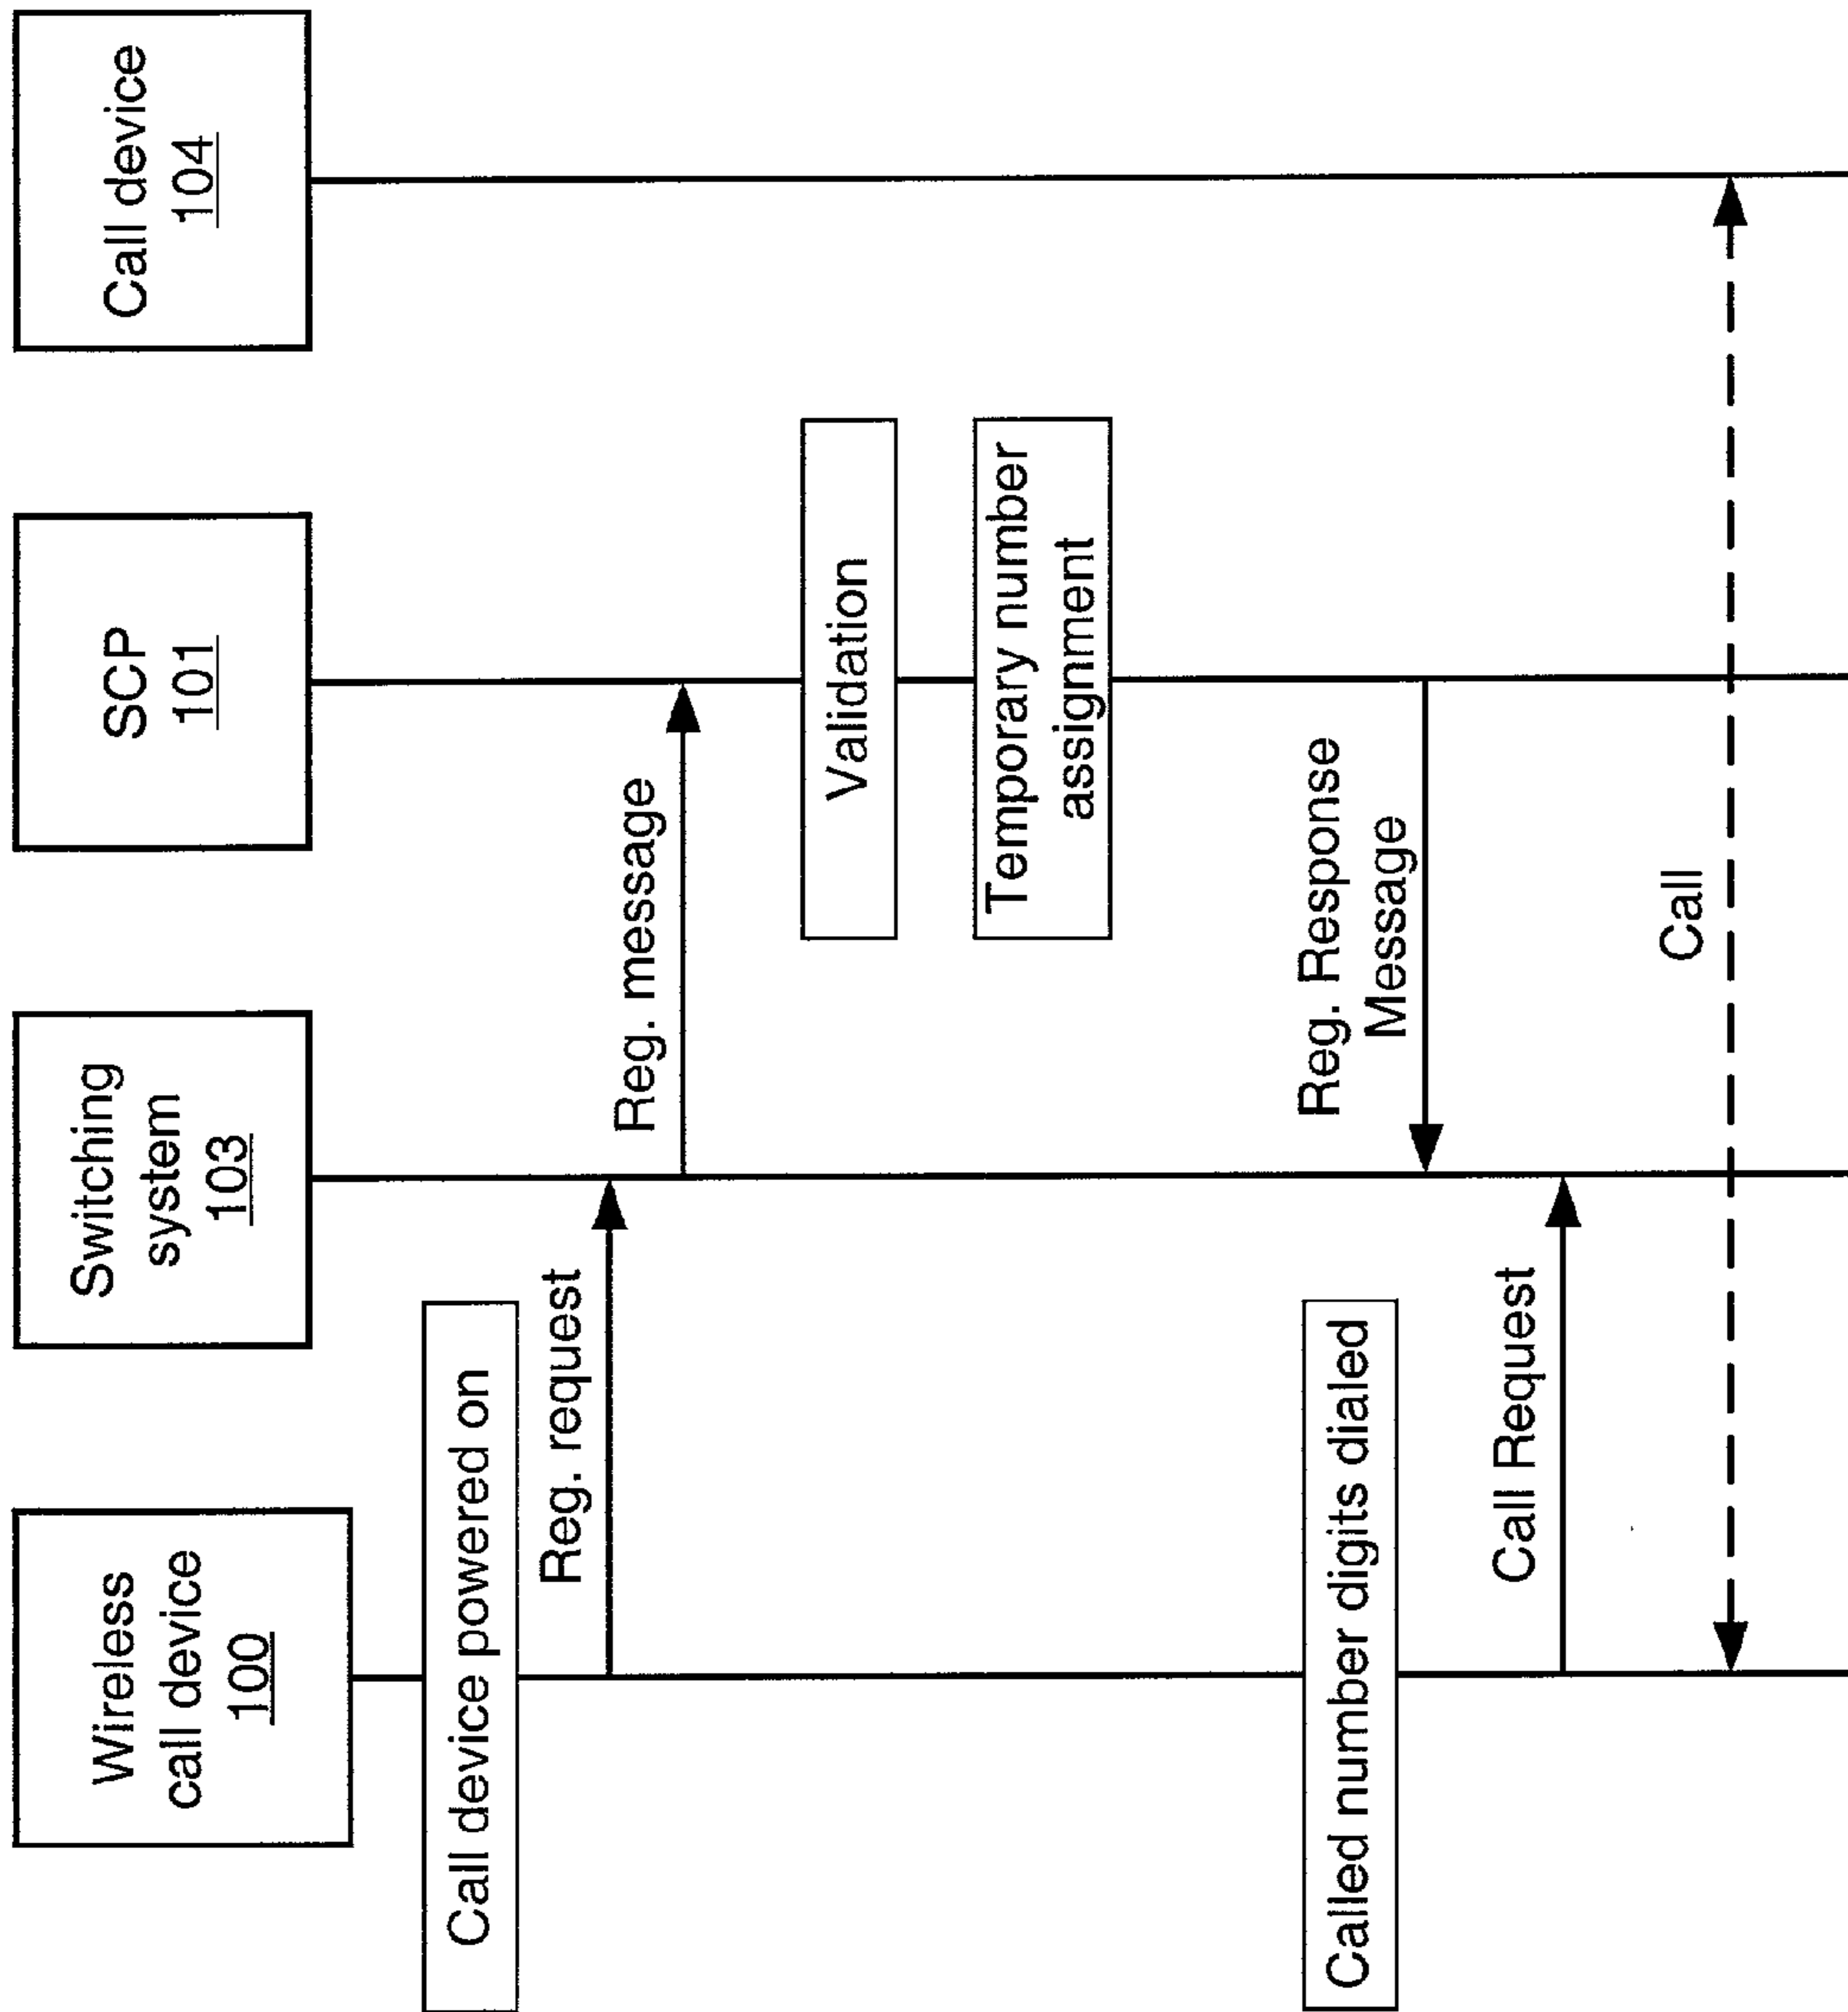 Wireless
call device
100
Switching
system
103
SCP
101
Call device
104
Call device powered on
Reg. request
Reg. message
Validation
Temporary number
assignment
Called number digits dialed
Reg. Response
Message
Call Request
Call